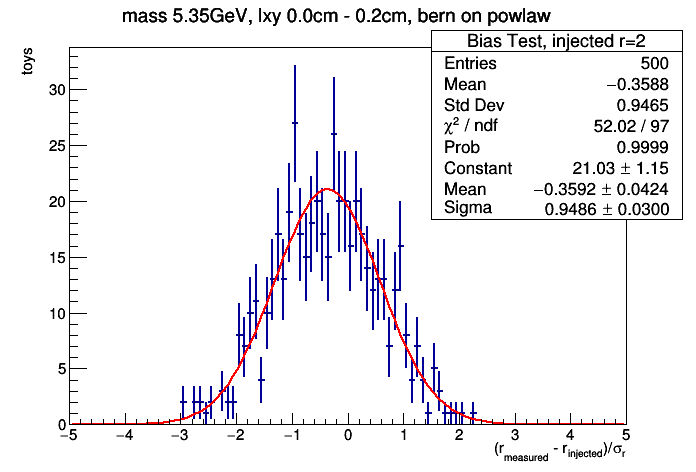 mass 5.35GeV, lxy 0.0cm - 0.2cm, bern on powlaw
Bias Test, injected r=2
Entries 500
Mean −0.3588
Std Dev 0.9465
χ² / ndf 52.02 / 97
Prob 0.9999
Constant 21.03 ± 1.15
Mean −0.3592 ± 0.0424
Sigma 0.9486 ± 0.0300
toys
30
25
20
15
10
5
0
−5 −4 −3 −2 −1 0 1 2 3 4 5
(r_measured - r_injected)/σ_r